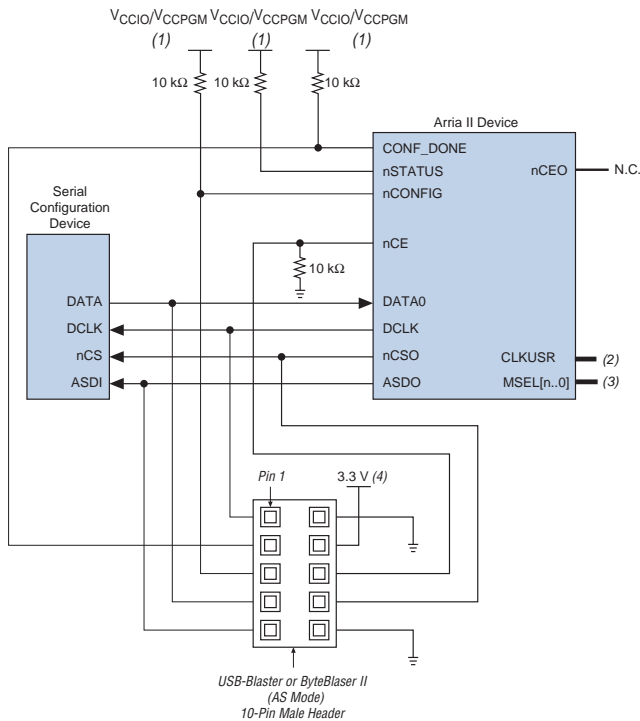 VCCIO/VCCPGM VCCIO/VCCPGM VCCIO/VCCPGM
(1) (1) (1)
10 kΩ 10 kΩ 10 kΩ
Arria II Device
CONF_DONE
nSTATUS
nCEO
N.C.
nCONFIG
Serial
Configuration
Device
nCE
10 kΩ
DATA
DATA0
DCLK
DCLK
nCS
nCSO
CLKUSR
(2)
ASDI
ASDO
MSEL[n..0]
(3)
Pin 1
3.3 V (4)
USB-Blaster or ByteBlaser II
(AS Mode)
10-Pin Male Header